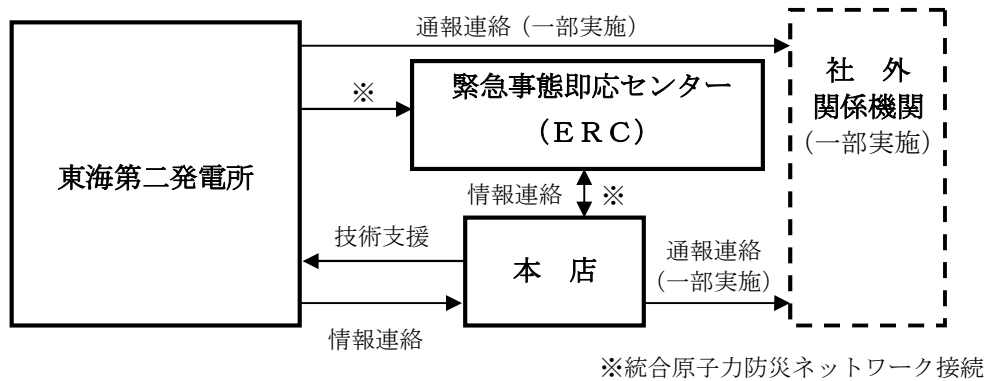 通報連絡（一部実施）
社　外
関係機関
（一部実施）
※
緊急事態即応センター
（ＥＲＣ）
東海第二発電所
情報連絡
※
技術支援
本　店
通報連絡
（一部実施）
情報連絡
※統合原子力防災ネットワーク接続